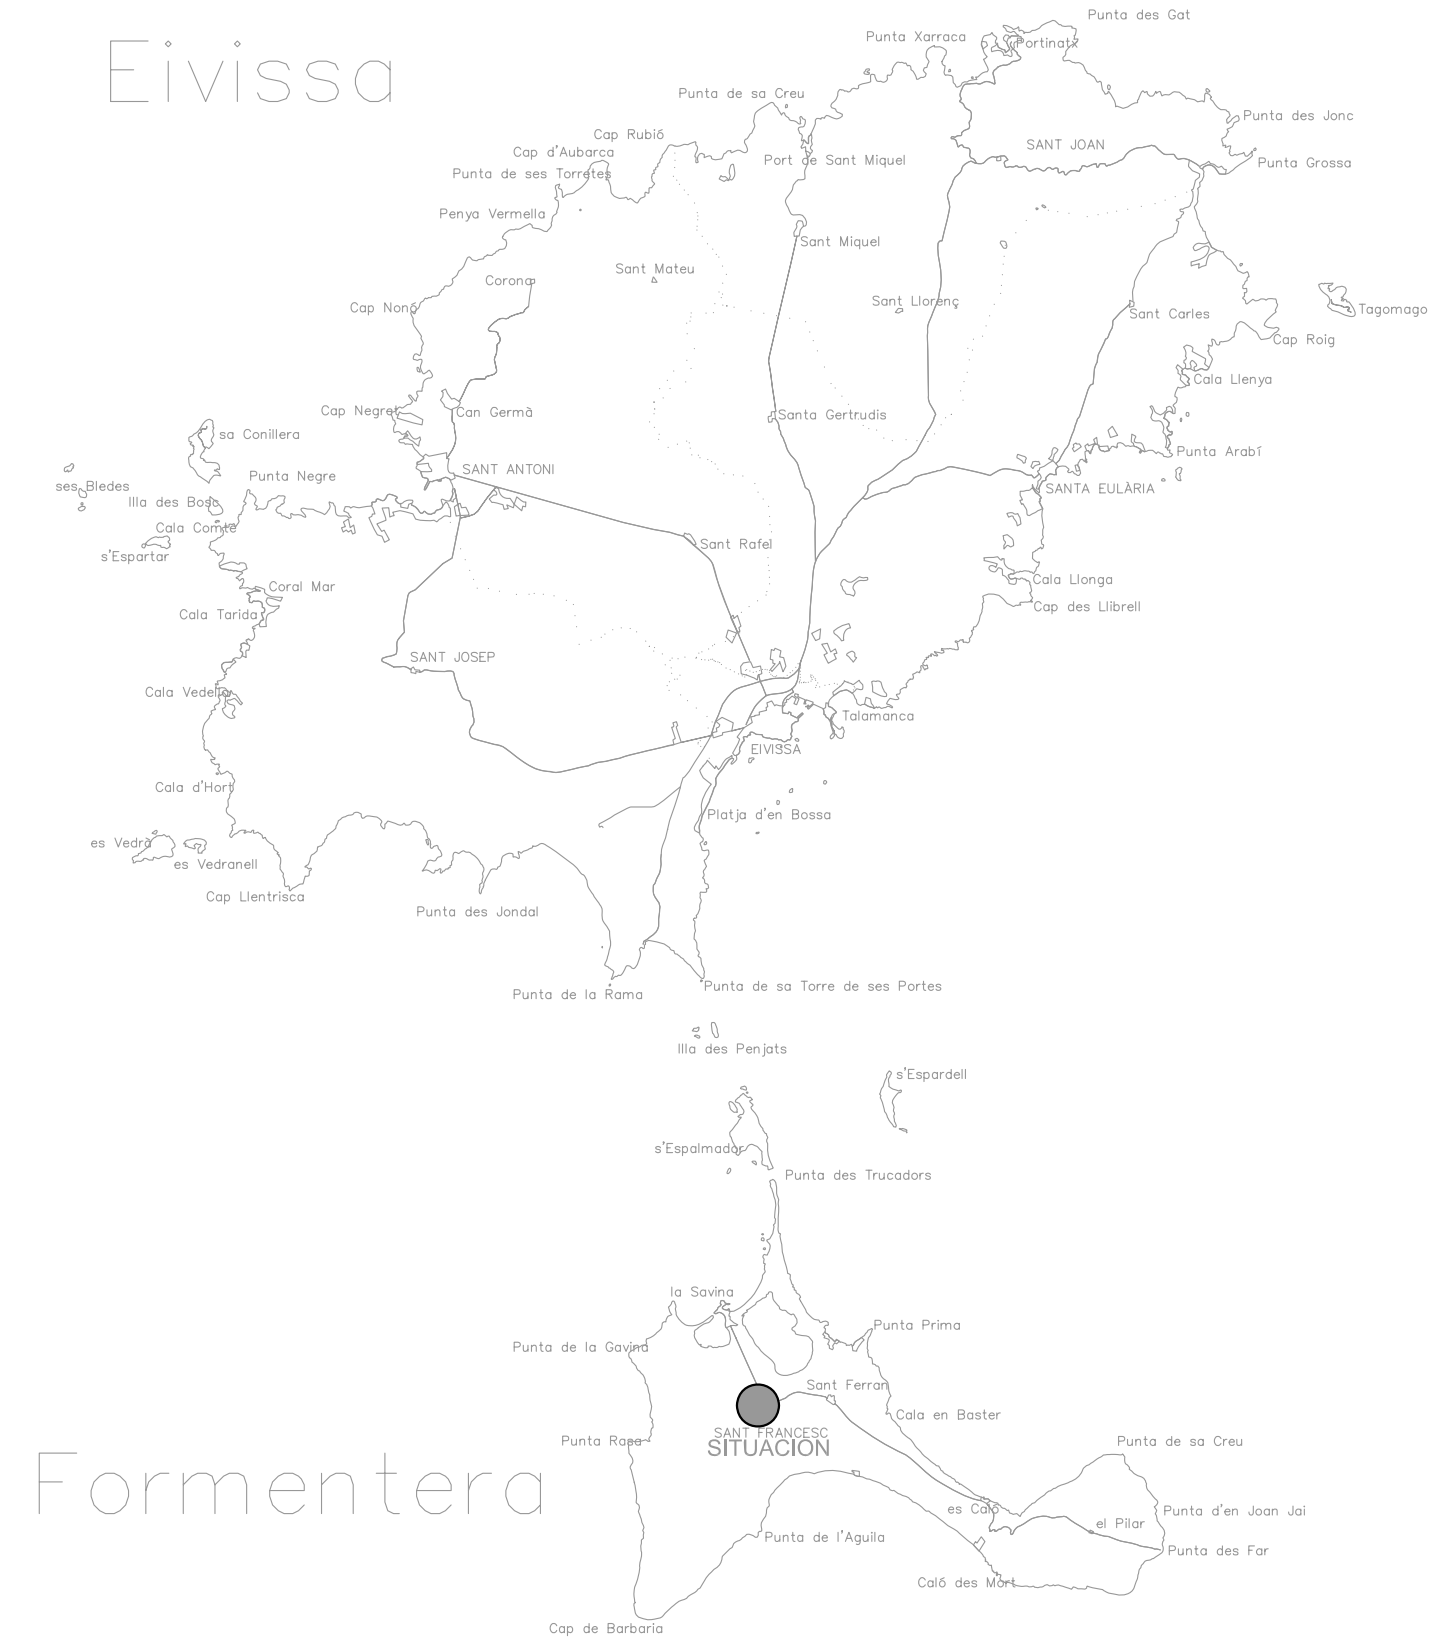 Eivissa
Punta des Gat
Punta Xarraca
Portinatx
Punta de sa Creu
Punta des Jonc
Cap Rubió
SANT JOAN
Cap d'Aubarca
Port de Sant Miquel
Punta Grossa
Punta de ses Torretes
Penya Vermella
Sant Miquel
Sant Mateu
Corona
Cap Nonó
Sant Llorenç
Sant Carles
Tagomago
Cap Roig
Cala Llenya
Cap Negret
Can Germà
Santa Gertrudis
sa Conillera
Punta Arabí
SANT ANTONI
Punta Negre
ses Bledes
SANTA EULÀRIA
Illa des Bosc
Cala Comte
Sant Rafel
s'Espartar
Cala Llonga
Coral Mar
Cap des Llibrell
Cala Tarida
SANT JOSEP
Cala Vedella
Talamanca
EIVISSA
Cala d'Hort
Platja d'en Bossa
es Vedrà
es Vedranell
Cap Llentrisca
Punta des Jondal
Punta de sa Torre de ses Portes
Punta de la Rama
Illa des Penjats
s'Espardell
s'Espalmador
Punta des Trucadors
la Savina
Punta Prima
Punta de la Gavina
Sant Ferran
Cala en Baster
SANT FRANCESC
Punta Rasa
SITUACION
Punta de sa Creu
Formentera
es Caló
Punta d'en Joan Jai
el Pilar
Punta de l'Aguila
Punta des Far
Caló des Mort
Cap de Barbaria